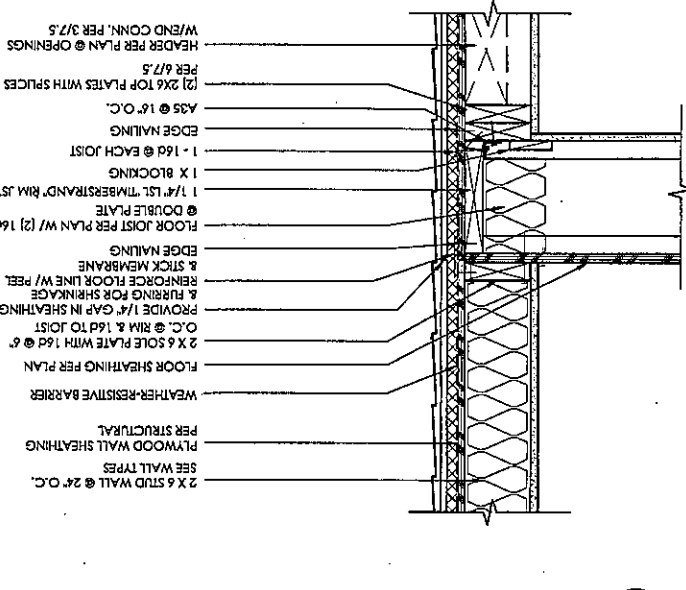 2 X 6 STUD WALL @ 24" O.C.
SEE WALL TYPES
PLYWOOD WALL SHEATHING
PER STRUCTURAL
WEATHER-RESISTIVE BARRIER
FLOOR SHEATHING PER PLAN
2 X 6 SOLE PLATE WITH 16d @ 6"
O.C. @ RIM & 16d TO JOIST
PROVIDE 1/4" GAP IN SHEATHING
& FURRING FOR SHRINKAGE
REINFORCE FLOOR LINE W/ PEEL
& STICK MEMBRANE
EDGE NAILING
FLOOR JOIST PER PLAN W/ (2) 16d
@ DOUBLE PLATE
1 1/4" LSL "TIMBERSTRAND" RIM JST
1 X BLOCKING
1 - 16d @ EACH JOIST
EDGE NAILING
A35 @ 16" O.C.
(2) 2X6 TOP PLATES WITH SPLICES
PER 6/7.5
HEADER PER PLAN @ OPENINGS
W/END CONN. PER 3/7.5